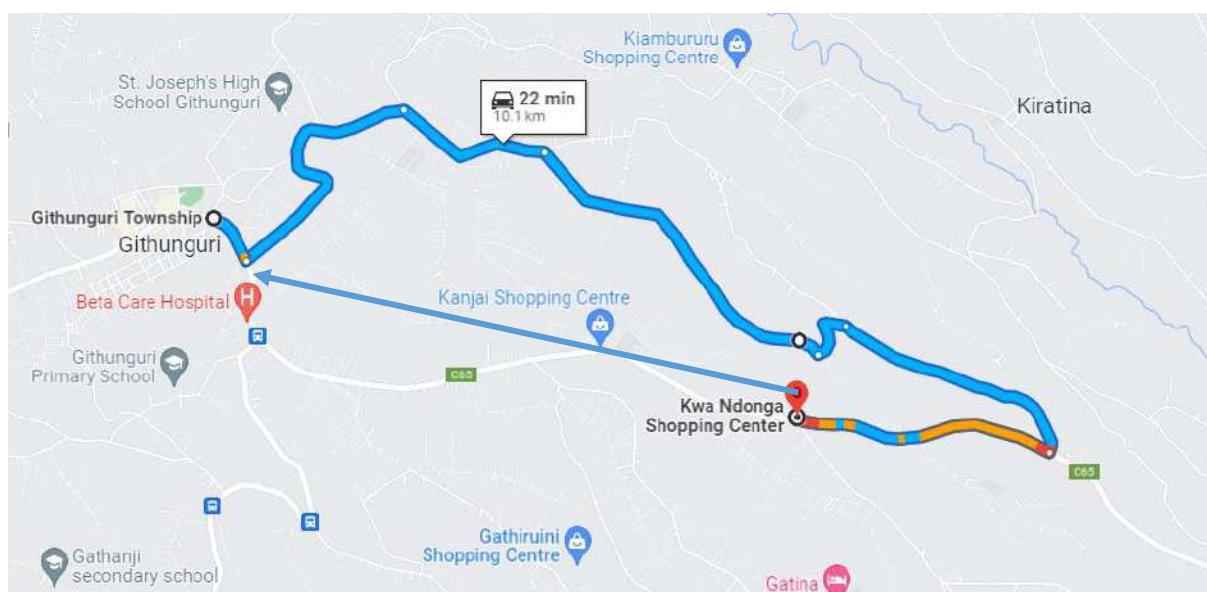 Kiambururu
Shopping Centre
St. Joseph's High
School Githunguri
22 min
10.1 km
Kiratina
Githunguri Township
Githunguri
Beta Care Hospital
H
Kanjai Shopping Centre
Githunguri
Primary School
C65
Kwa Ndonga
Shopping Center
C65
Gathiruini
Shopping Centre
Gathanji
secondary school
Gatina